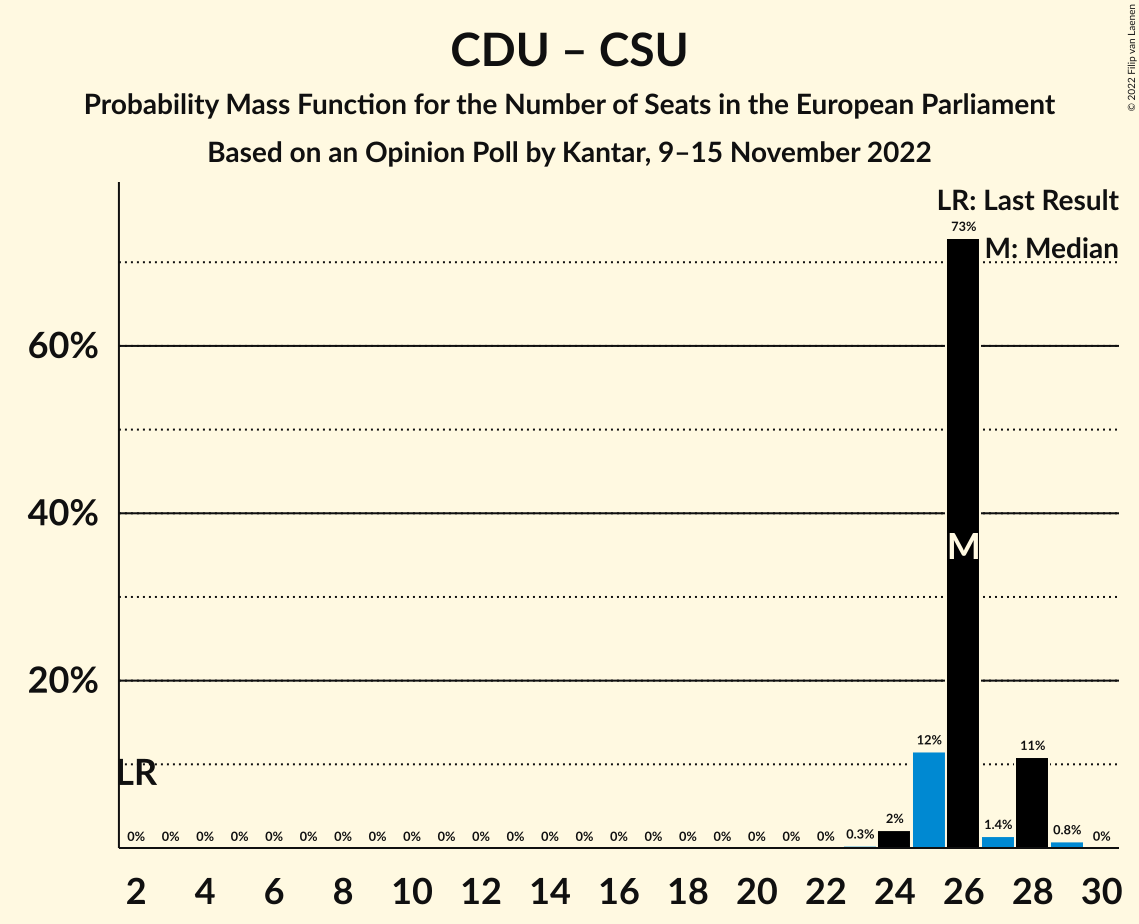 CDU – CSU
Probability Mass Function for the Number of Seats in the European Parliament
Based on an Opinion Poll by Kantar, 9–15 November 2022
© 2022 Filip van Laenen
LR: Last Result
M: Median
73%
60%
40%
M
20%
12%
11%
LR
0% 0% 0% 0% 0% 0% 0% 0% 0% 0% 0% 0% 0% 0% 0% 0% 0% 0% 0% 0% 0% 0.3% 2% 1.4% 0.8% 0%
2 4 6 8 10 12 14 16 18 20 22 24 26 28 30